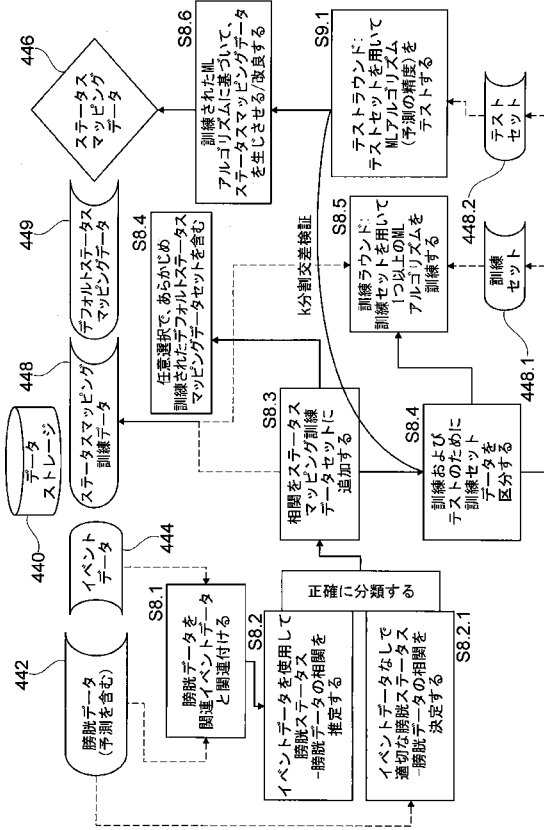 442
膀胱データ
(予測を含む)
444
イベントデータ
440
データ
ストレージ
448
ステータスマッピング
訓練データ
449
デフォルトステータス
マッピングデータ
446
ステータス
マッピング
データ
S8.1
膀胱データを
関連イベントデータ
と関連付ける
S8.2
イベントデータを使用して
膀胱ステータス
-膀胱データの相関を
推定する
S8.2.1
イベントデータなしで
適切な膀胱ステータス
-膀胱データの相関を
決定する
正確に分類する
S8.3
相関をステータス
マッピング訓練
データセットに
追加する
S8.4
任意選択で、あらかじめ
訓練されたデフォルトステータス
マッピングデータセットを含む
S8.6
訓練されたML
アルゴリズムに基づいて、
ステータスマッピングデータ
を生じさせる/改良する
k分割交差検証
S8.4
訓練および
テストのために
訓練セット
データを
区分する
S8.5
訓練ラウンド:
訓練セットを用いて
1つ以上のML
アルゴリズムを
訓練する
S9.1
テストラウンド:
テストセットを用いて
MLアルゴリズム
(予測の精度)を
テストする
448.1
訓練
セット
448.2
テスト
セット